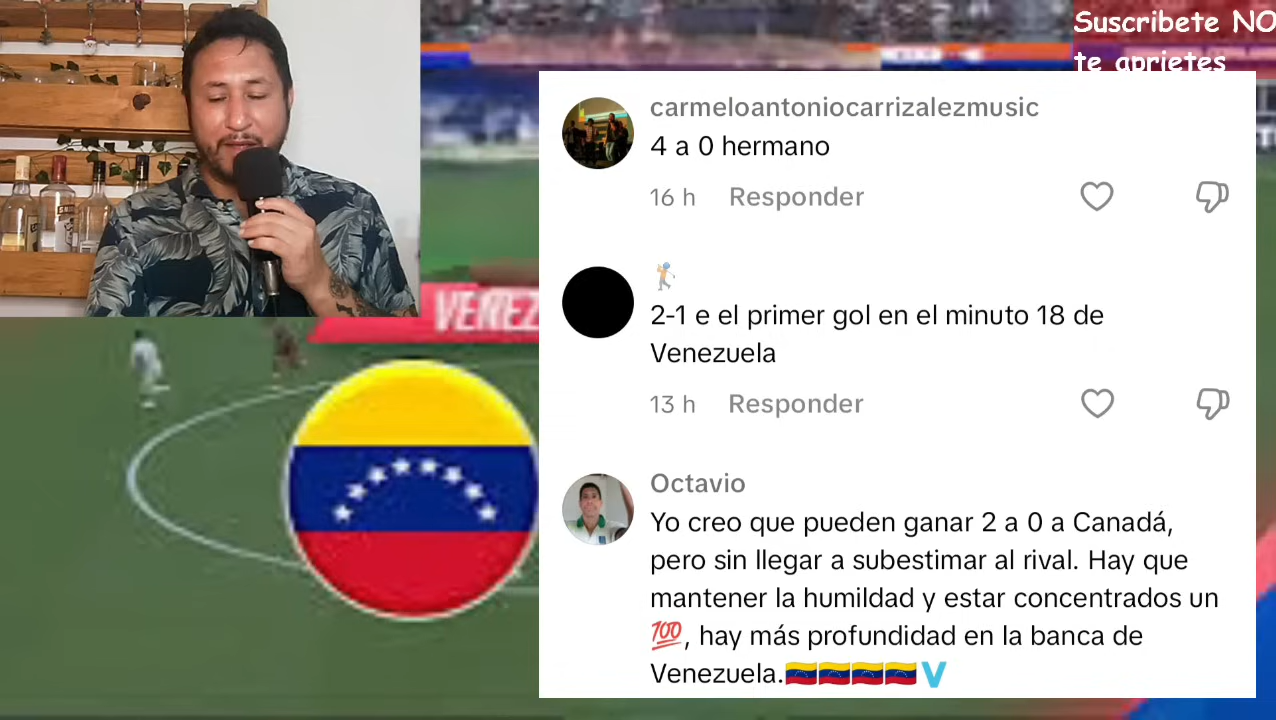 Suscribete NO
te aprietes
carmeloantoniocarrizalezmusic
4 a 0 hermano
16 h Responder
2-1 e el primer gol en el minuto 18 de
Venezuela
13 h Responder
Octavio
Yo creo que pueden ganar 2 a 0 a Canadá,
pero sin llegar a subestimar al rival. Hay que
mantener la humildad y estar concentrados un
💯, hay más profundidad en la banca de
Venezuela.🇻🇪🇻🇪🇻🇪🇻🇪